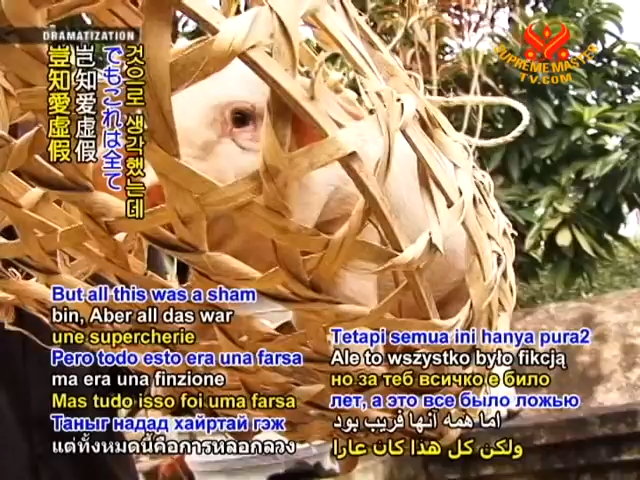 DRAMATIZATION
SUPREME MASTER
TV.COM
것으로 생각했는데
でもこれは全て
岂知爱虚假
豈知愛虛假
But all this was a sham
bin, Aber all das war
une supercherie
Pero todo esto era una farsa
ma era una finzione
Mas tudo isso foi uma farsa
Таныг надад хайртай гэж
แต่ทั้งหมดนี้คือการหลอกลวง
Tetapi semua ini hanya pura2
Ale to wszystko było fikcją
но за теб всичко е било
лет, а это все было ложью
اما همه آنها فریب بود
ولكن كل هذا كان عارا